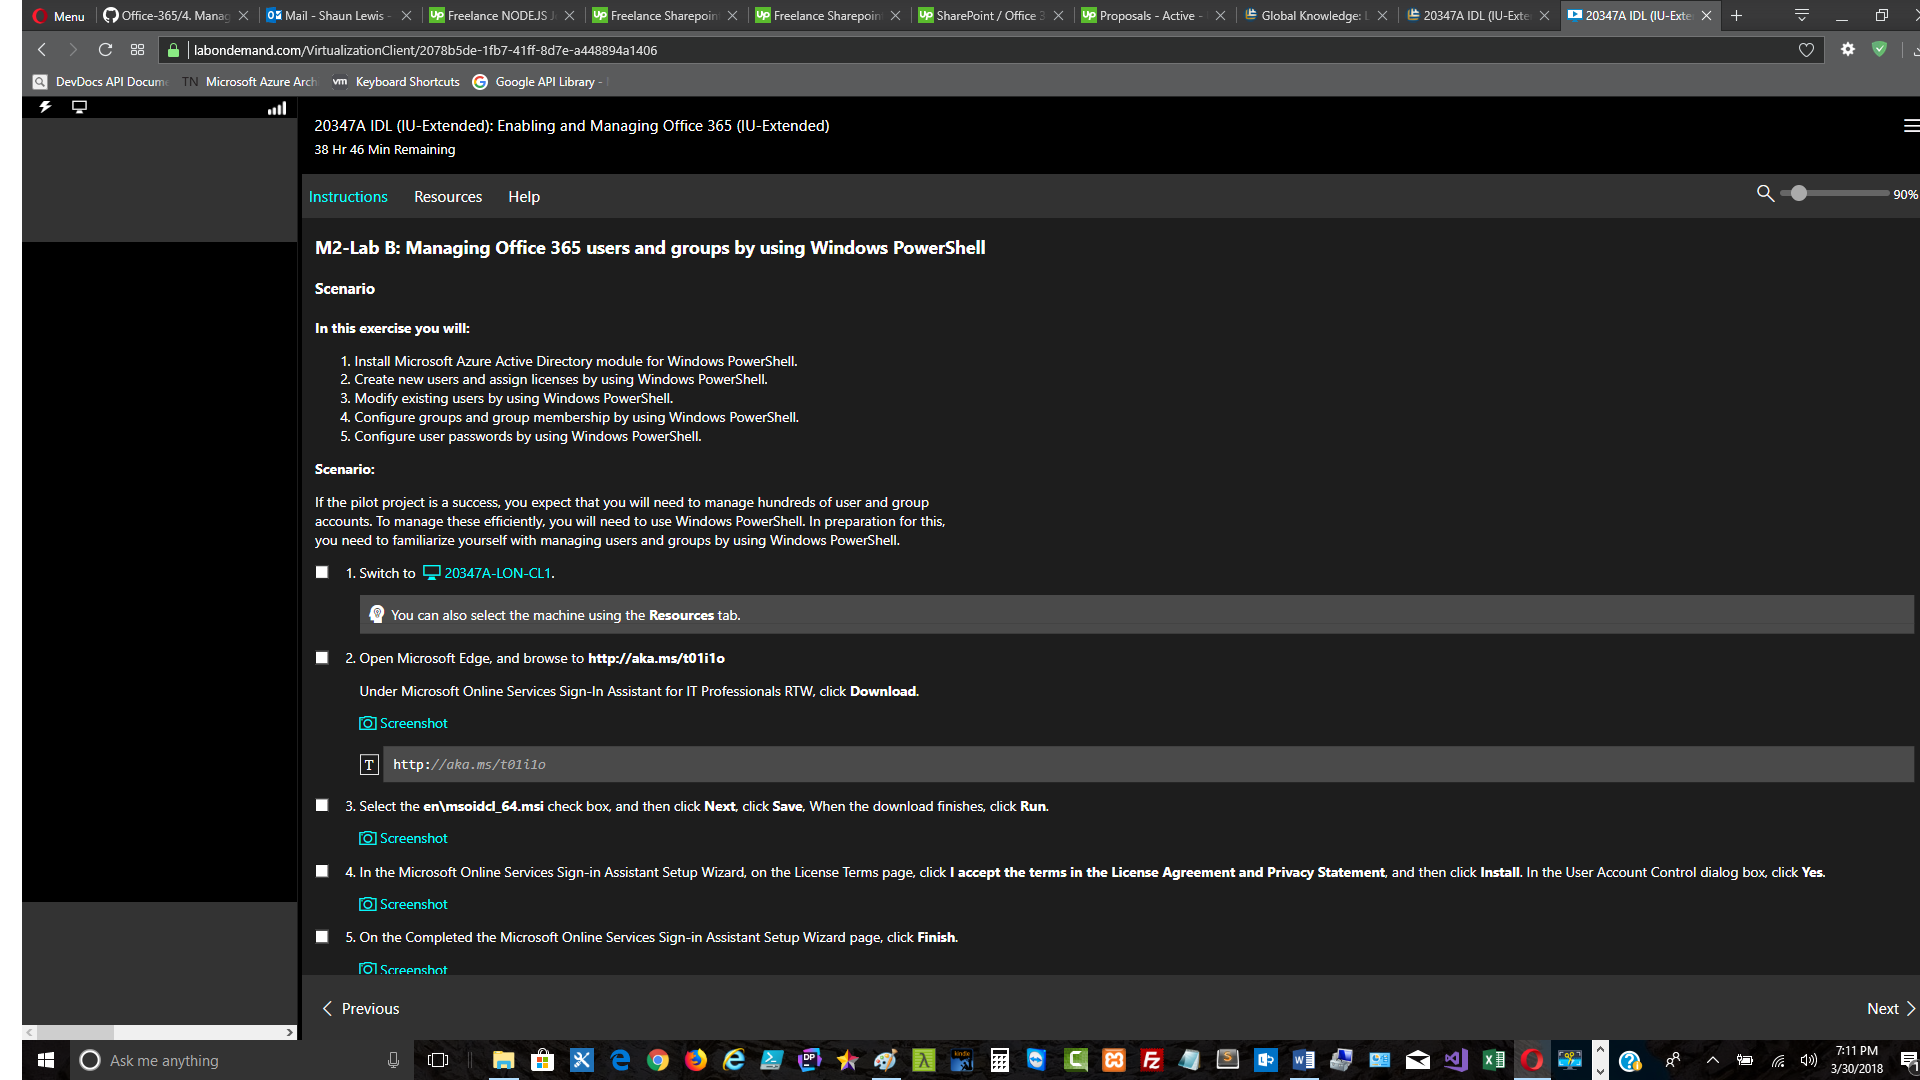 Menu
Office-365/4. Manag
Mail - Shaun Lewis -
Freelance NODEJS J
Freelance Sharepoin
Freelance Sharepoin
SharePoint / Office 3
Proposals - Active -
Global Knowledge: L
20347A IDL (IU-Exte
20347A IDL (IU-Exte
labondemand.com/VirtualizationClient/2078b5de-1fb7-41ff-8d7e-a448894a1406
DevDocs API Docume
TN Microsoft Azure Arch
vm Keyboard Shortcuts
Google API Library -
20347A IDL (IU-Extended): Enabling and Managing Office 365 (IU-Extended)
38 Hr 46 Min Remaining
Instructions Resources Help
90%
M2-Lab B: Managing Office 365 users and groups by using Windows PowerShell
Scenario
In this exercise you will:
1. Install Microsoft Azure Active Directory module for Windows PowerShell.
2. Create new users and assign licenses by using Windows PowerShell.
3. Modify existing users by using Windows PowerShell.
4. Configure groups and group membership by using Windows PowerShell.
5. Configure user passwords by using Windows PowerShell.
Scenario:
If the pilot project is a success, you expect that you will need to manage hundreds of user and group
accounts. To manage these efficiently, you will need to use Windows PowerShell. In preparation for this,
you need to familiarize yourself with managing users and groups by using Windows PowerShell.
1. Switch to 20347A-LON-CL1.
You can also select the machine using the Resources tab.
2. Open Microsoft Edge, and browse to http://aka.ms/t01i1o
Under Microsoft Online Services Sign-In Assistant for IT Professionals RTW, click Download.
Screenshot
T http://aka.ms/t01i1o
3. Select the en\msoidcl_64.msi check box, and then click Next, click Save, When the download finishes, click Run.
Screenshot
4. In the Microsoft Online Services Sign-in Assistant Setup Wizard, on the License Terms page, click I accept the terms in the License Agreement and Privacy Statement, and then click Install. In the User Account Control dialog box, click Yes.
Screenshot
5. On the Completed the Microsoft Online Services Sign-in Assistant Setup Wizard page, click Finish.
Screenshot
Previous
Next
Ask me anything
7:11 PM
3/30/2018